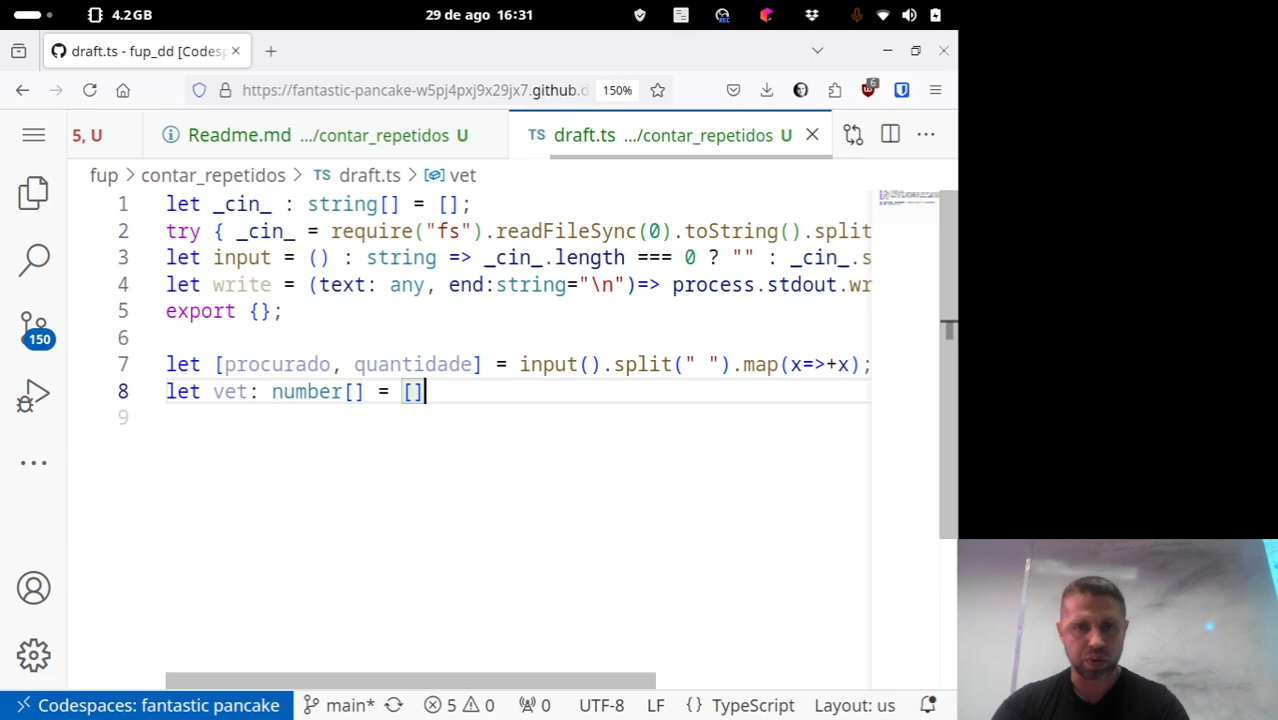 4.2GB
29 de ago 16:31
REC
draft.ts - fup_dd [Codesp
https://fantastic-pancake-w5pj4pxj9x29jx7.github.d
150%
6
5, U
Readme.md .../contar_repetidos U
TS draft.ts .../contar_repetidos U
fup > contar_repetidos > TS draft.ts > vet
1 let _cin_ : string[] = [];
2 try { _cin_ = require("fs").readFileSync(0).toString().split
3 let input = () : string => _cin_.length === 0 ? "" : _cin_.s
4 let write = (text: any, end:string="\n")=> process.stdout.wr
5 export {};
6
7 let [procurado, quantidade] = input().split(" ").map(x=>+x);
8 let vet: number[] = []
9
150
Codespaces: fantastic pancake
main*
5
0
0
UTF-8
LF
{ } TypeScript
Layout: us